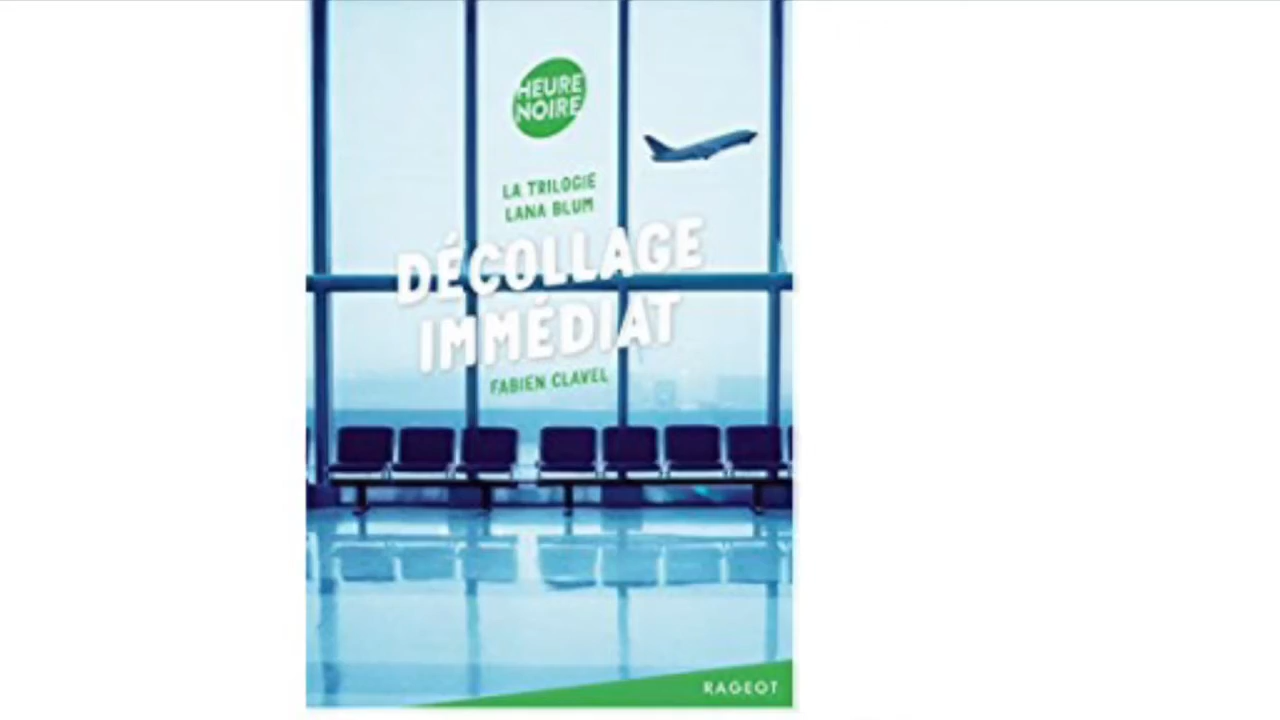 HEURE
NOIRE
LA TRILOGIE
LANA BLUM
DÉCOLLAGE
IMMÉDIAT
FABIEN CLAVEL
RAGEOT